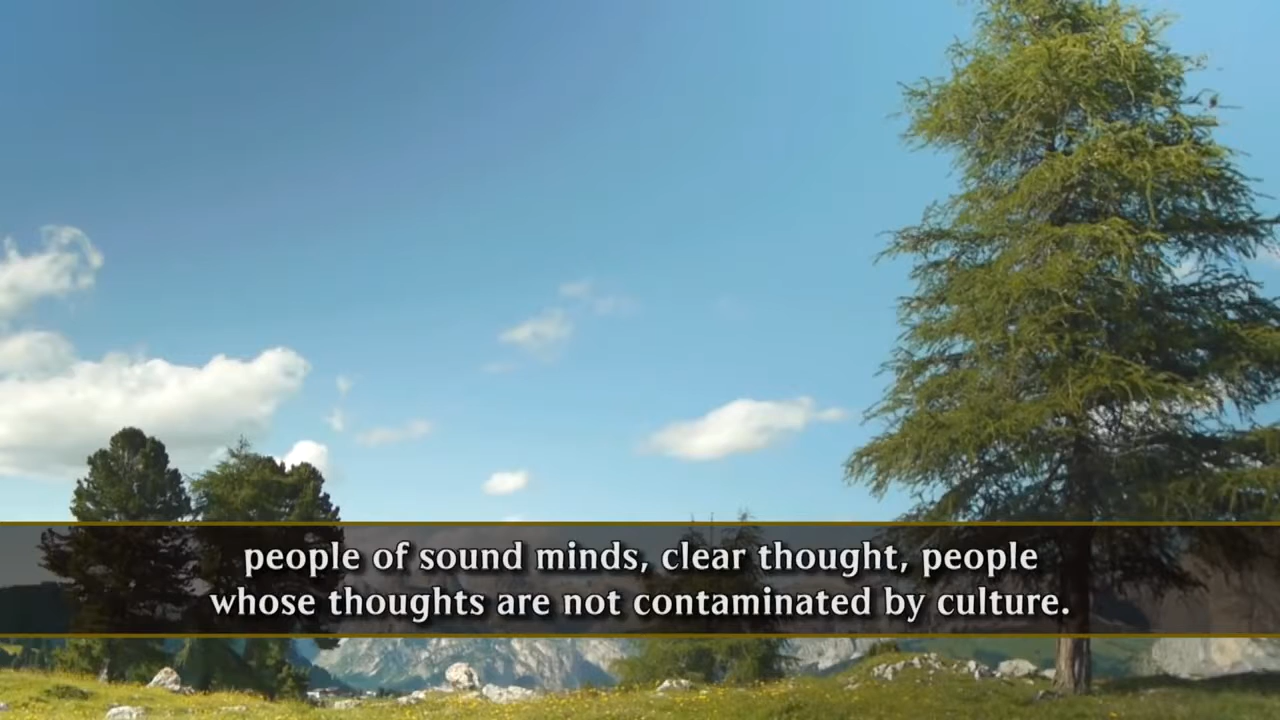 people of sound minds, clear thought, people
whose thoughts are not contaminated by culture.